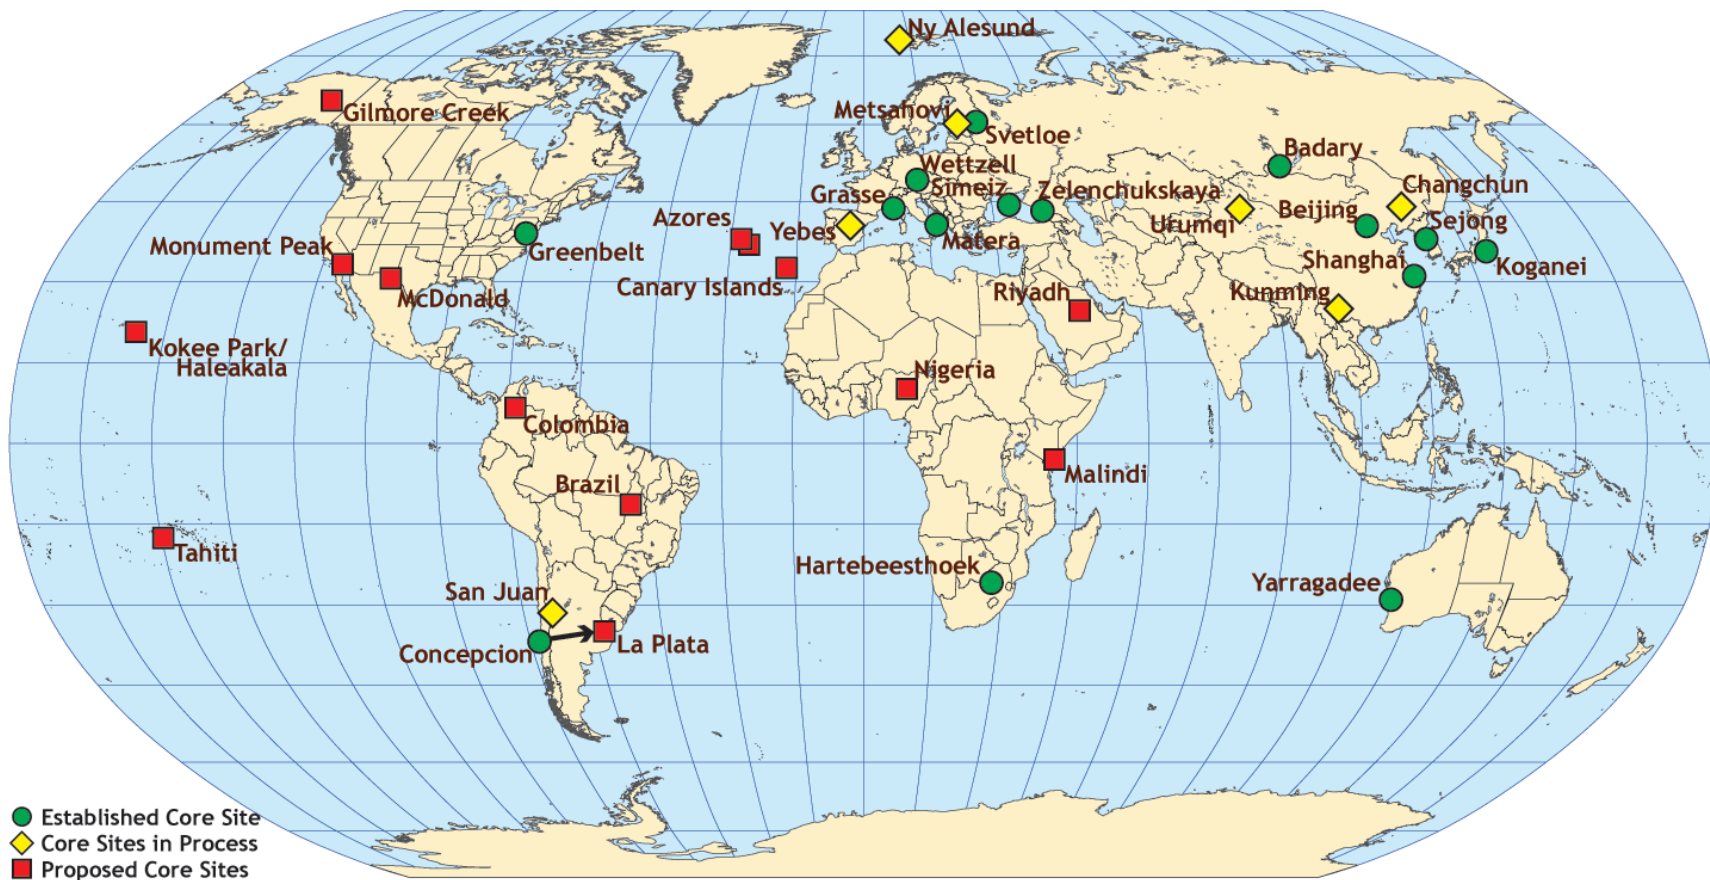 Ny Alesund
Gilmore Creek
Metsahovi
Svetloe
Badary
Wettzell
Simeiz
Zelenchukskaya
Changchun
Grasse
Azores
Yebes
Urumqi
Beijing
Sejong
Monument Peak
Greenbelt
Matera
Shanghai
Koganei
Canary Islands
McDonald
Riyadh
Kunming
Kokee Park/
Haleakala
Nigeria
Colombia
Malindi
Brazil
Tahiti
Hartebeesthoek
Yarragadee
San Juan
Concepcion
La Plata
Established Core Site
Core Sites in Process
Proposed Core Sites